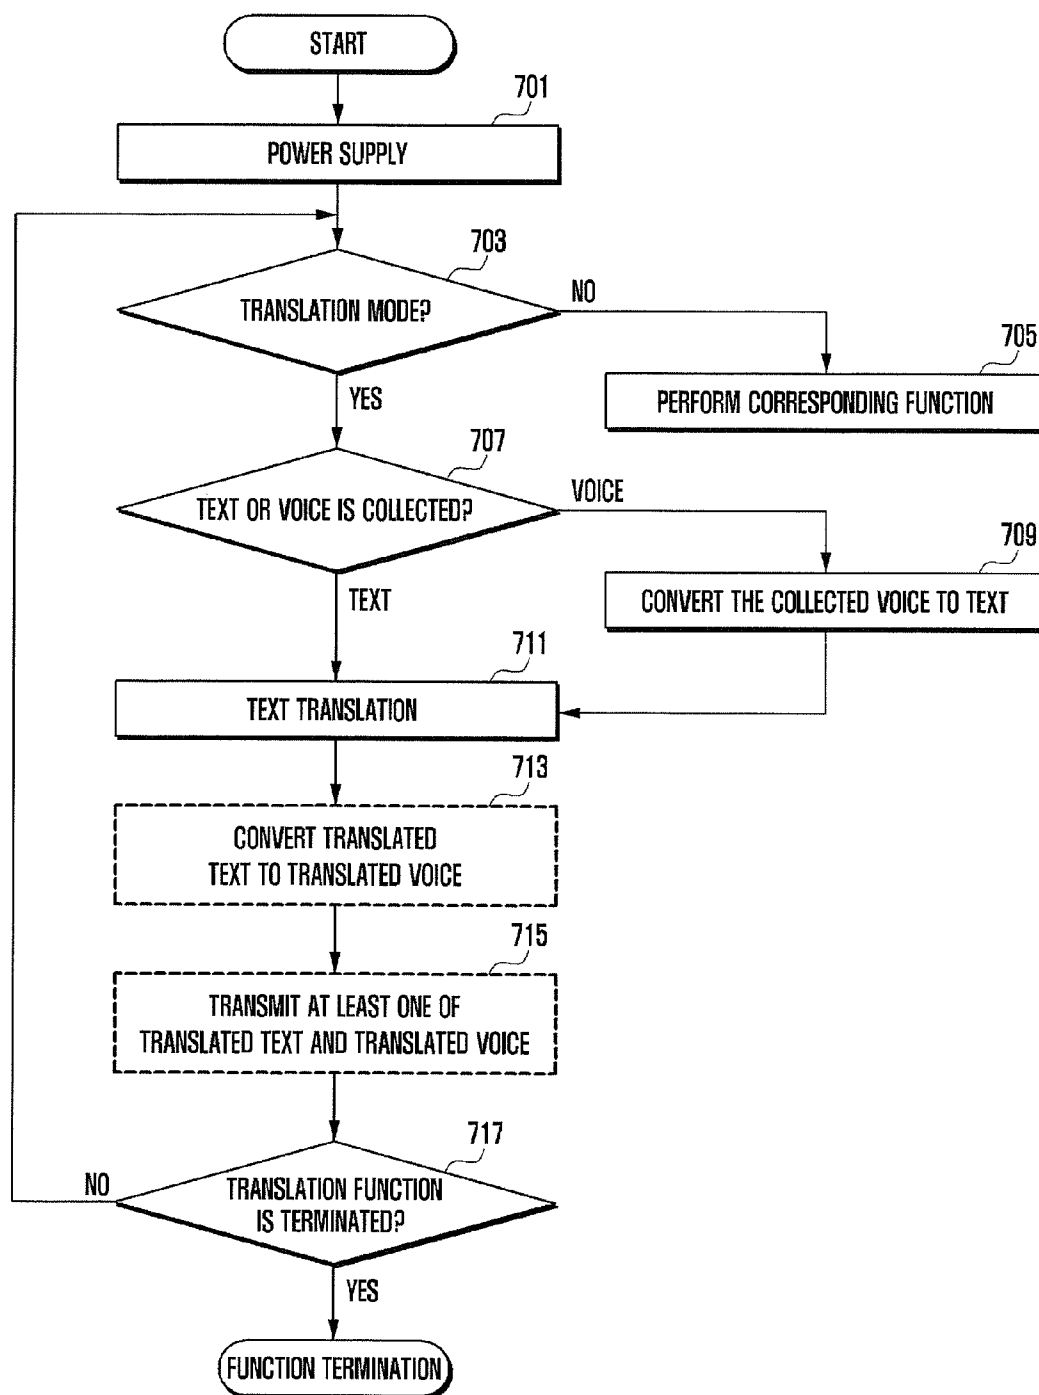 START
701
POWER SUPPLY
703
TRANSLATION MODE?
NO
705
PERFORM CORRESPONDING FUNCTION
YES
707
TEXT OR VOICE IS COLLECTED?
VOICE
709
CONVERT THE COLLECTED VOICE TO TEXT
TEXT
711
TEXT TRANSLATION
713
CONVERT TRANSLATED
TEXT TO TRANSLATED VOICE
715
TRANSMIT AT LEAST ONE OF
TRANSLATED TEXT AND TRANSLATED VOICE
717
NO
TRANSLATION FUNCTION
IS TERMINATED?
YES
FUNCTION TERMINATION